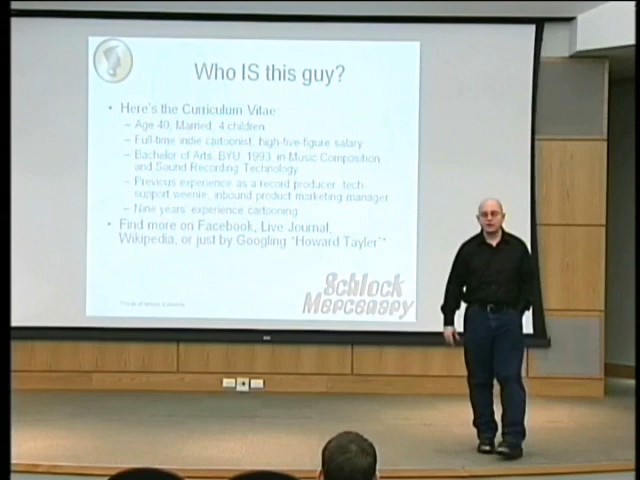 Who IS this guy?
• Here's the Curriculum Vitae
– Age 40, Married, 4 children
– Full-time indie cartoonist, high-five-figure salary
– Bachelor of Arts, BYU, 1993, in Music Composition
and Sound Recording Technology
– Previous experience as a record producer, tech
support weenie, inbound product marketing manager
– Nine years' experience cartooning
• Find more on Facebook, Live Journal,
Wikipedia, or just by Googling "Howard Tayler"*
Schlock
Mercenary